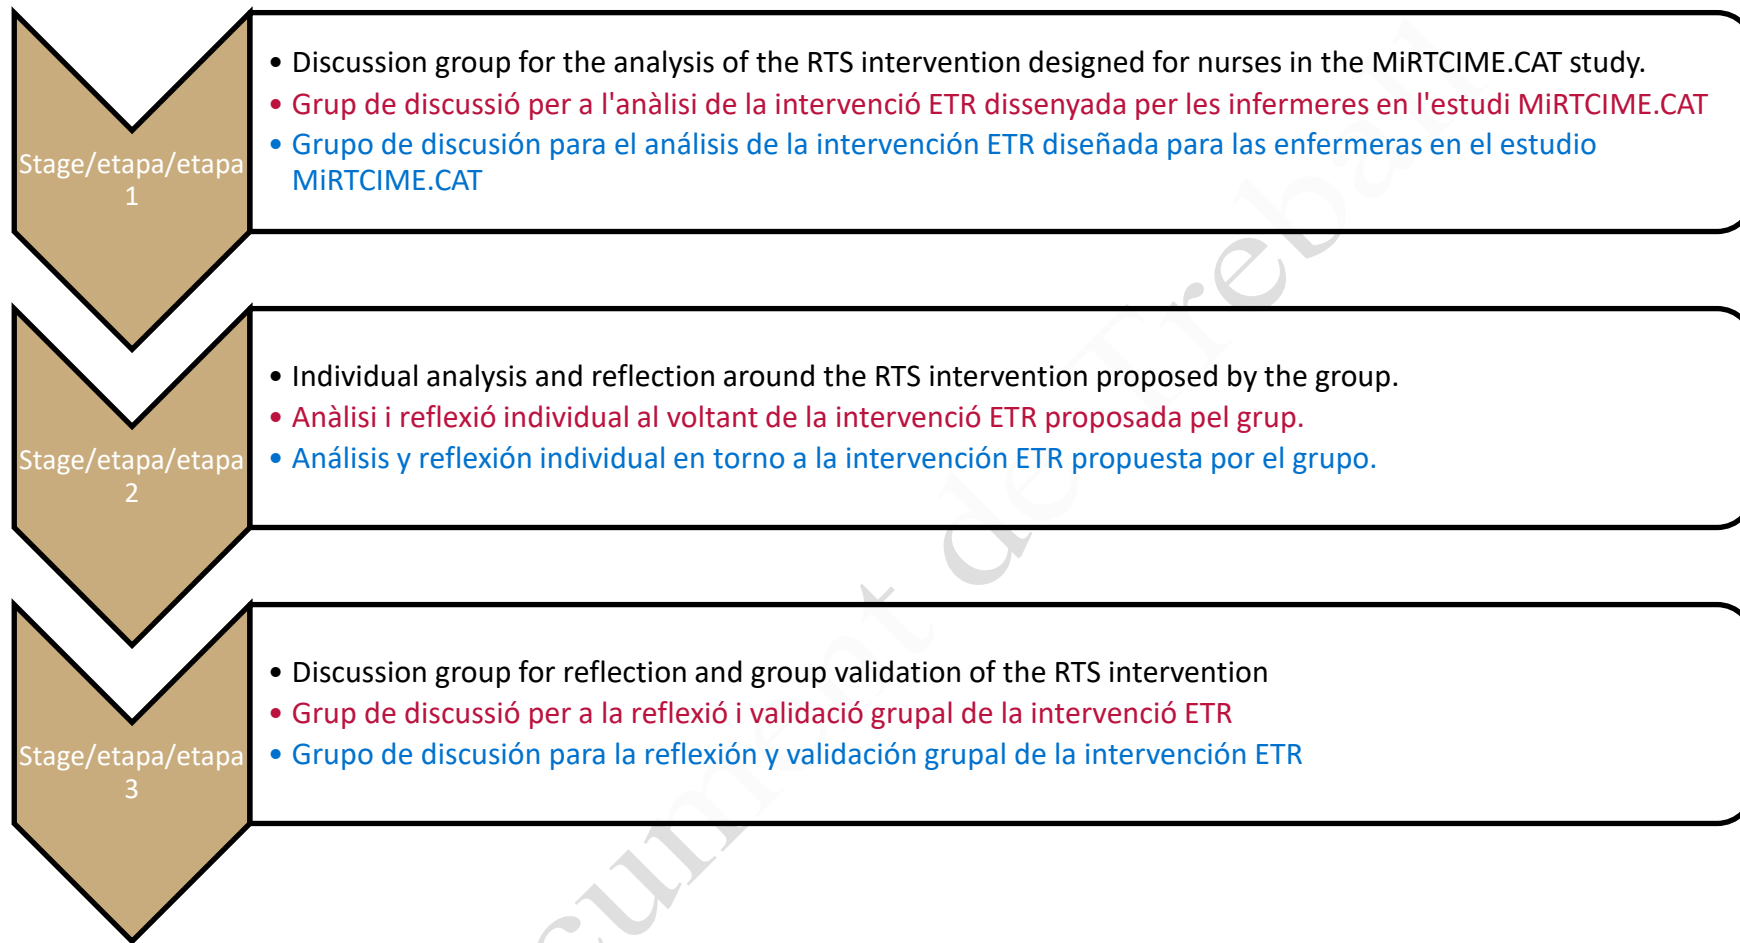 Stage/etapa/etapa
1
• Discussion group for the analysis of the RTS intervention designed for nurses in the MiRTCIME.CAT study.
• Grup de discussió per a l'anàlisi de la intervenció ETR dissenyada per les infermeres en l'estudi MiRTCIME.CAT
• Grupo de discusión para el análisis de la intervención ETR diseñada para las enfermeras en el estudio
MiRTCIME.CAT
Stage/etapa/etapa
2
• Individual analysis and reflection around the RTS intervention proposed by the group.
• Anàlisi i reflexió individual al voltant de la intervenció ETR proposada pel grup.
• Análisis y reflexión individual en torno a la intervención ETR propuesta por el grupo.
Stage/etapa/etapa
3
• Discussion group for reflection and group validation of the RTS intervention
• Grup de discussió per a la reflexió i validació grupal de la intervenció ETR
• Grupo de discusión para la reflexión y validación grupal de la intervención ETR
cument de Treball